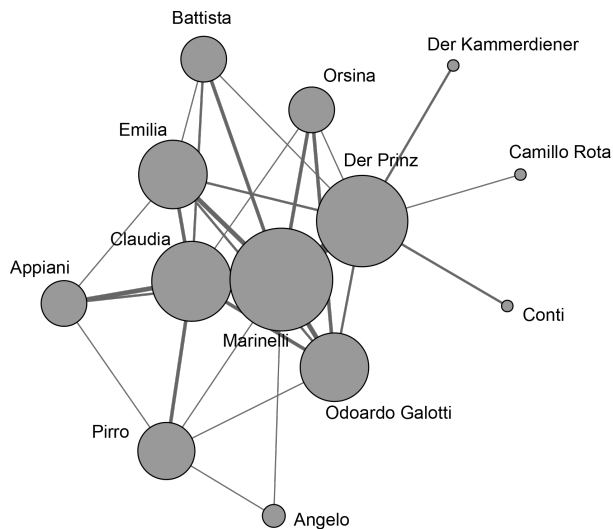 Battista
Der Kammerdiener
Orsina
Emilia
Der Prinz
Camillo Rota
Claudia
Appiani
Conti
Marinelli
Odoardo Galotti
Pirro
Angelo